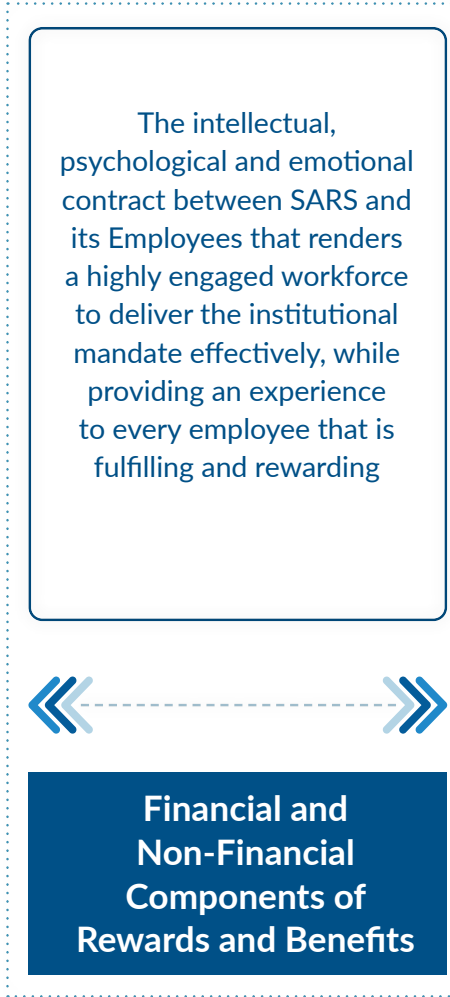 The intellectual,
psychological and emotional
contract between SARS and
its Employees that renders
a highly engaged workforce
to deliver the institutional
mandate effectively, while
providing an experience
to every employee that is
fulfilling and rewarding
Financial and
Non-Financial
Components of
Rewards and Benefits